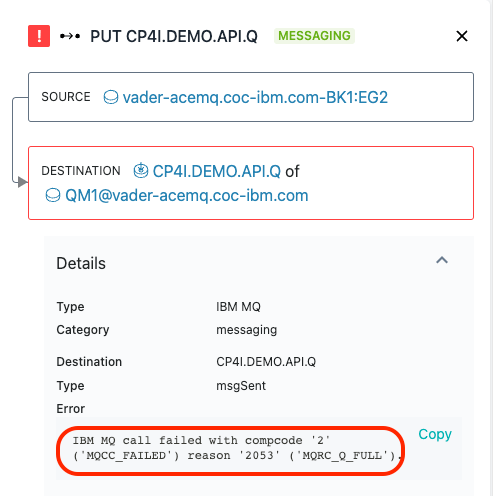 ! PUT CP4I.DEMO.API.Q MESSAGING
SOURCE vader-acemq.coc-ibm.com-BK1:EG2
DESTINATION CP4I.DEMO.API.Q of
QM1@vader-acemq.coc-ibm.com
Details
Type IBM MQ
Category messaging
Destination CP4I.DEMO.API.Q
Type msgSent
Error
Copy
IBM MQ call failed with compcode '2'
('MQCC_FAILED') reason '2053' ('MQRC_Q_FULL').